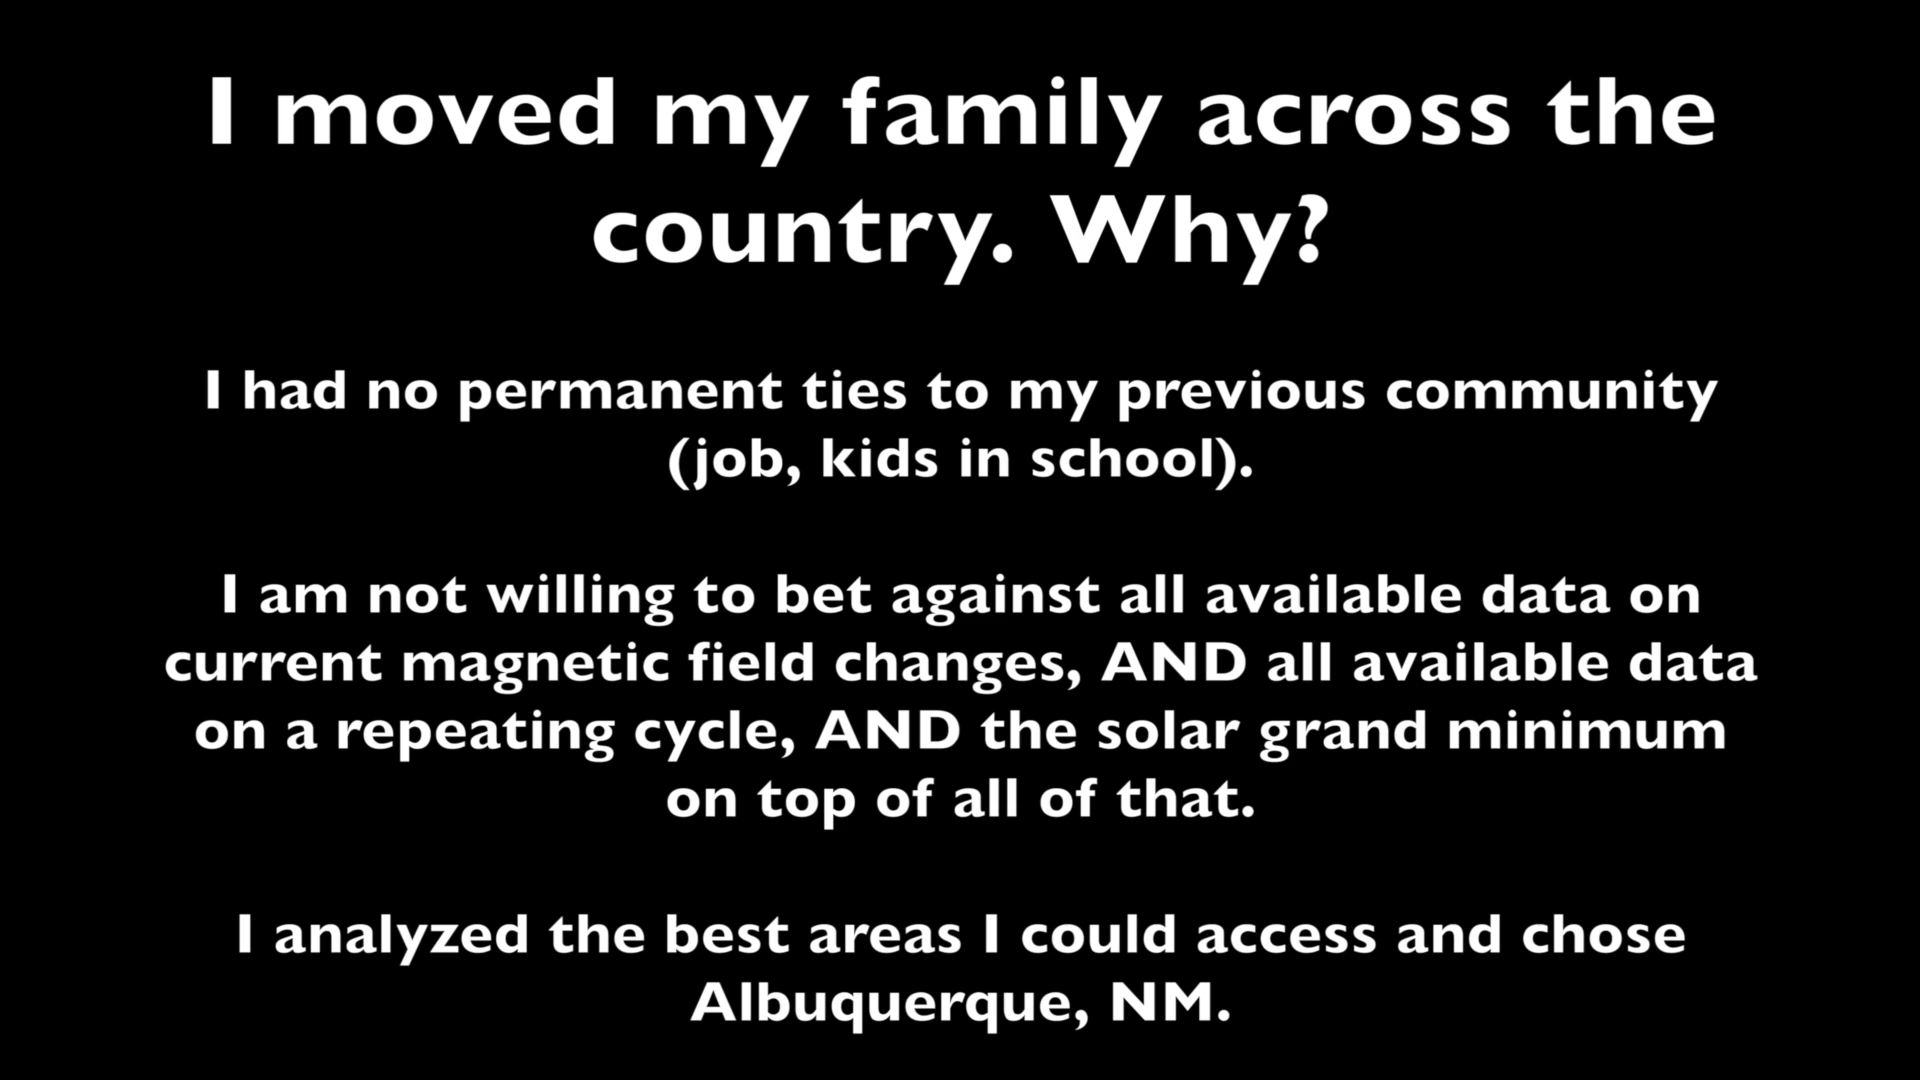 I moved my family across the
country. Why?
I had no permanent ties to my previous community
(job, kids in school).
I am not willing to bet against all available data on
current magnetic field changes, AND all available data
on a repeating cycle, AND the solar grand minimum
on top of all of that.
I analyzed the best areas I could access and chose
Albuquerque, NM.